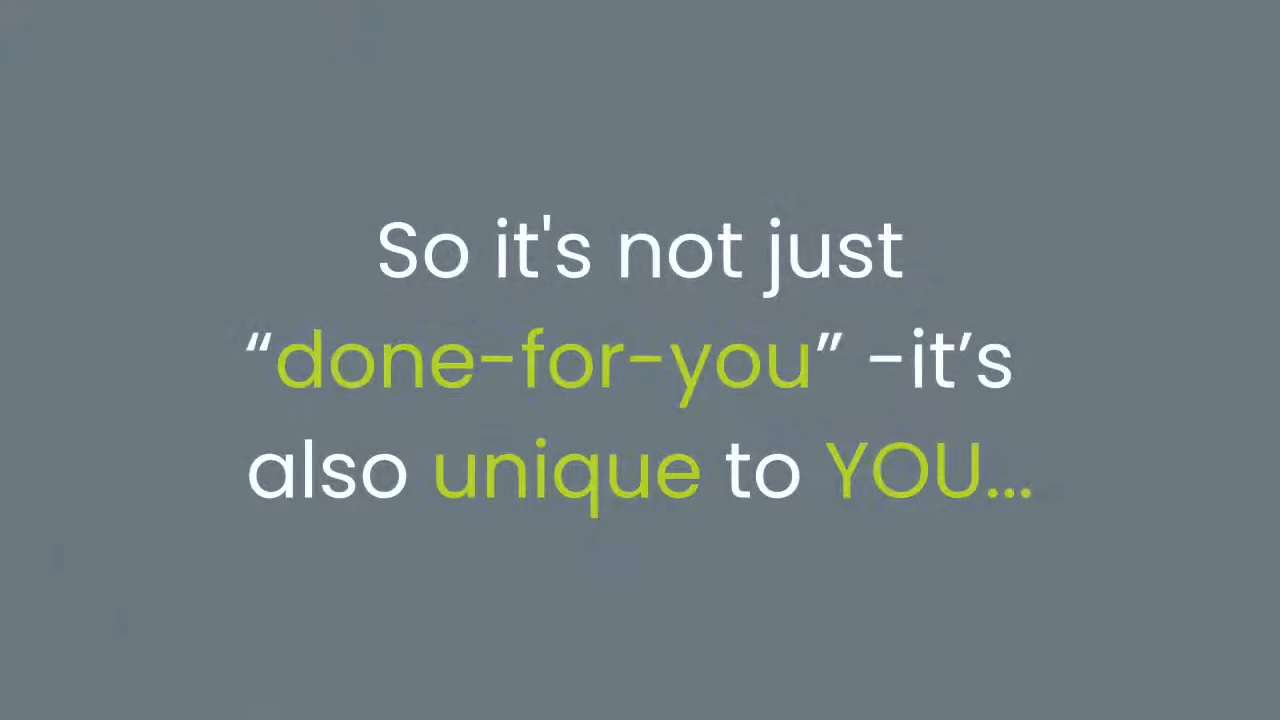 So it's not just
“done-for-you” -it’s
also unique to YOU...